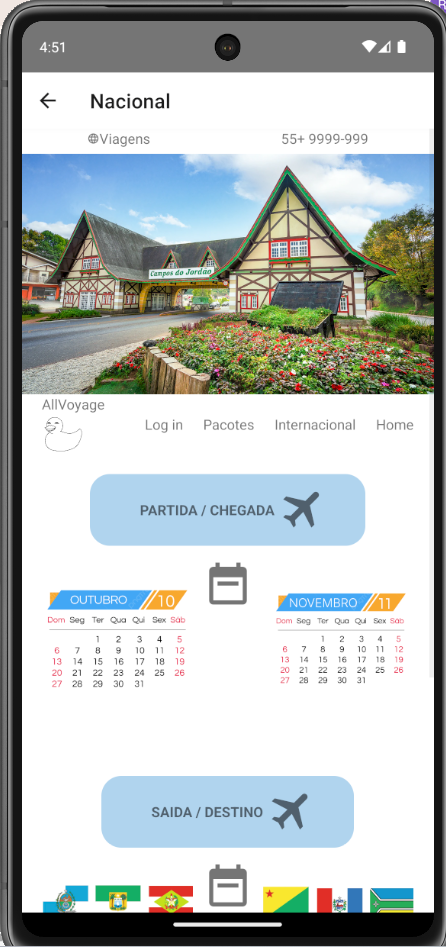 4:51
Nacional
Viagens 55+ 9999-999
Campos do Jordão
AllVoyage
Log in Pacotes Internacional Home
PARTIDA / CHEGADA
OUTUBRO 10
Dom Seg Ter Qua Qui Sex Sáb
1 2 3 4 5
6 7 8 9 10 11 12
13 14 15 16 17 18 19
20 21 22 23 24 25 26
27 28 29 30 31
NOVEMBRO 11
Dom Seg Ter Qua Qui Sex Sáb
1 2 3 4 5
6 7 8 9 10 11 12
13 14 15 16 17 18 19
20 21 22 23 24 25 26
27 28 29 30 31
SAIDA / DESTINO